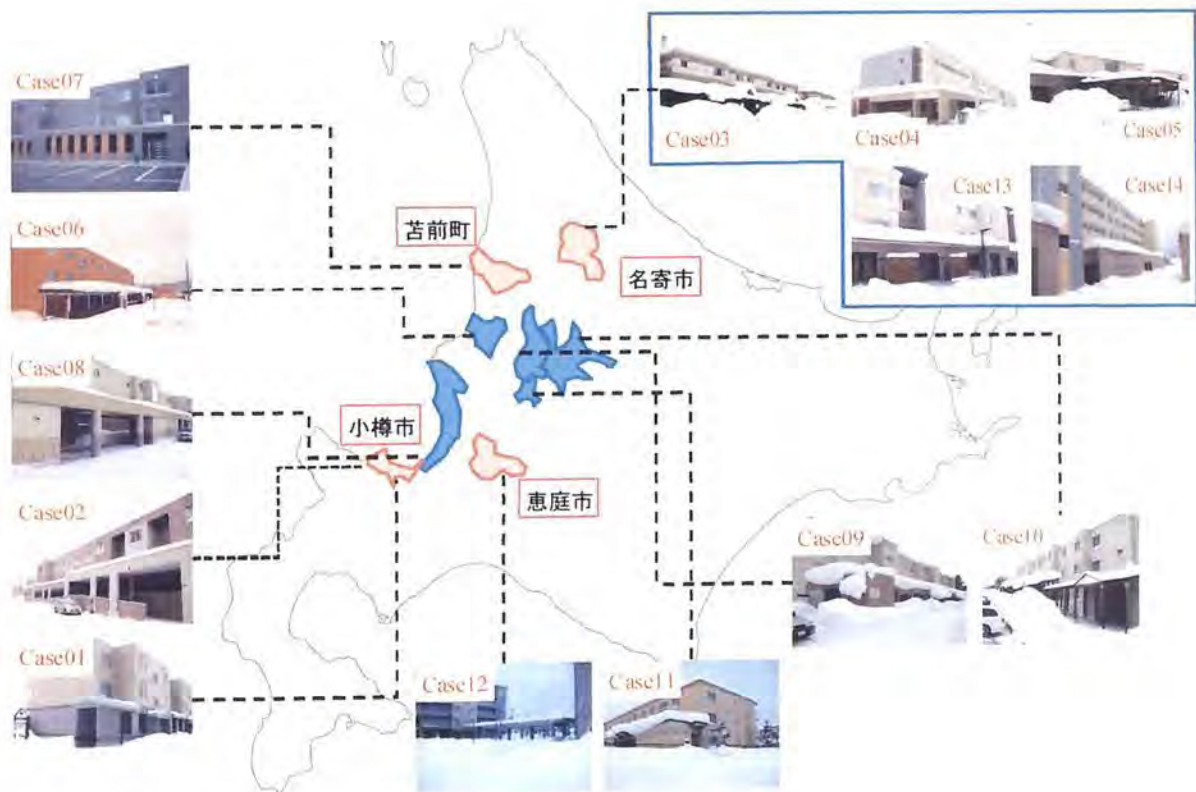 Case07
Case03
Case04
Case05
Case13
Case14
Case06
苫前町
名寄市
Case08
小樽市
恵庭市
Case02
Case09
Case10
Case01
Case12
Case11